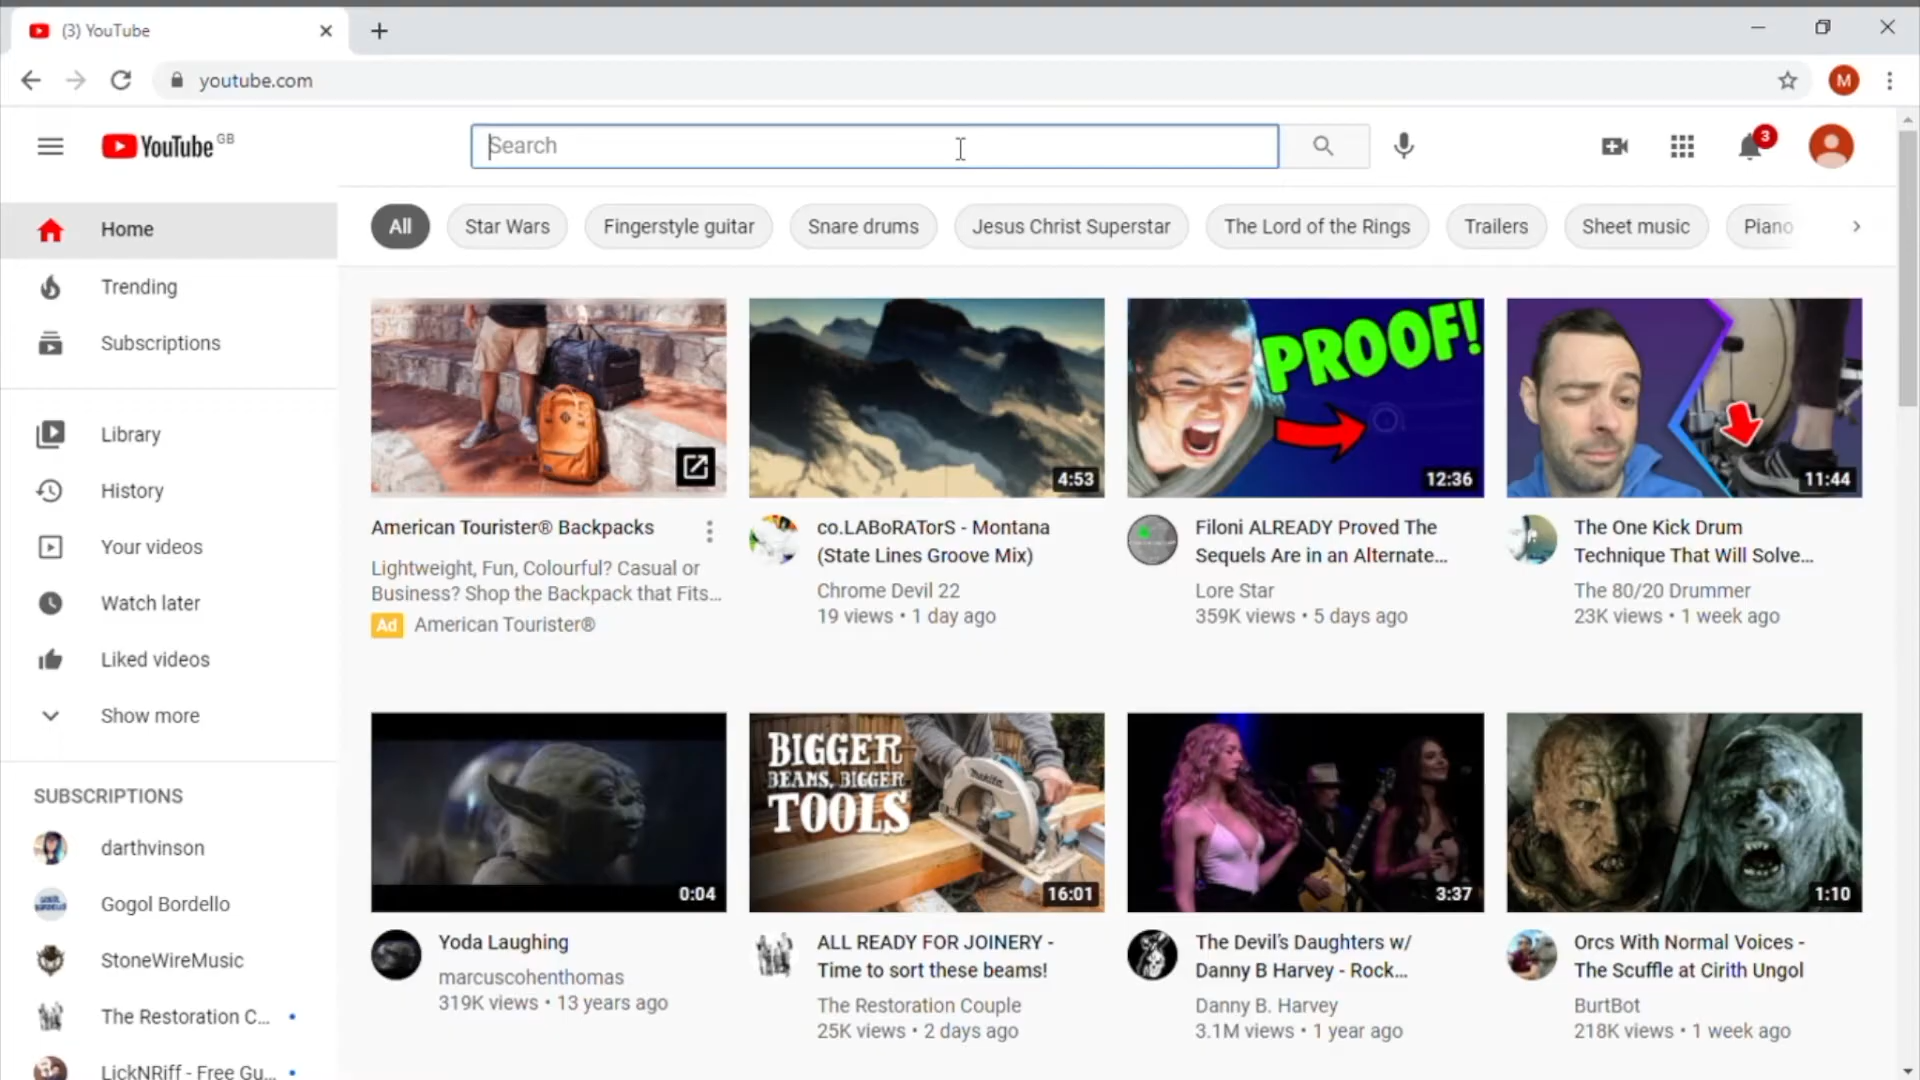 (3) YouTube
youtube.com
YouTube GB
Search
3
M
All
Star Wars
Fingerstyle guitar
Snare drums
Jesus Christ Superstar
The Lord of the Rings
Trailers
Sheet music
Piano
Home
Trending
Subscriptions
Library
History
Your videos
Watch later
Liked videos
Show more
SUBSCRIPTIONS
darthvinson
Gogol Bordello
StoneWireMusic
The Restoration C...
LickNRiff - Free Gu...
American Tourister® Backpacks
Lightweight, Fun, Colourful? Casual or
Business? Shop the Backpack that Fits...
Ad American Tourister®
4:53
co.LABoRATorS - Montana
(State Lines Groove Mix)
Chrome Devil 22
19 views • 1 day ago
PROOF!
12:36
Filoni ALREADY Proved The
Sequels Are in an Alternate...
Lore Star
359K views • 5 days ago
11:44
The One Kick Drum
Technique That Will Solve...
The 80/20 Drummer
23K views • 1 week ago
0:04
Yoda Laughing
marcuscohenthomas
319K views • 13 years ago
BIGGER
BEAMS, BIGGER
TOOLS
makita
16:01
ALL READY FOR JOINERY -
Time to sort these beams!
The Restoration Couple
25K views • 2 days ago
3:37
The Devil's Daughters w/
Danny B Harvey - Rock...
Danny B. Harvey
3.1M views • 1 year ago
1:10
Orcs With Normal Voices -
The Scuffle at Cirith Ungol
BurtBot
218K views • 1 week ago